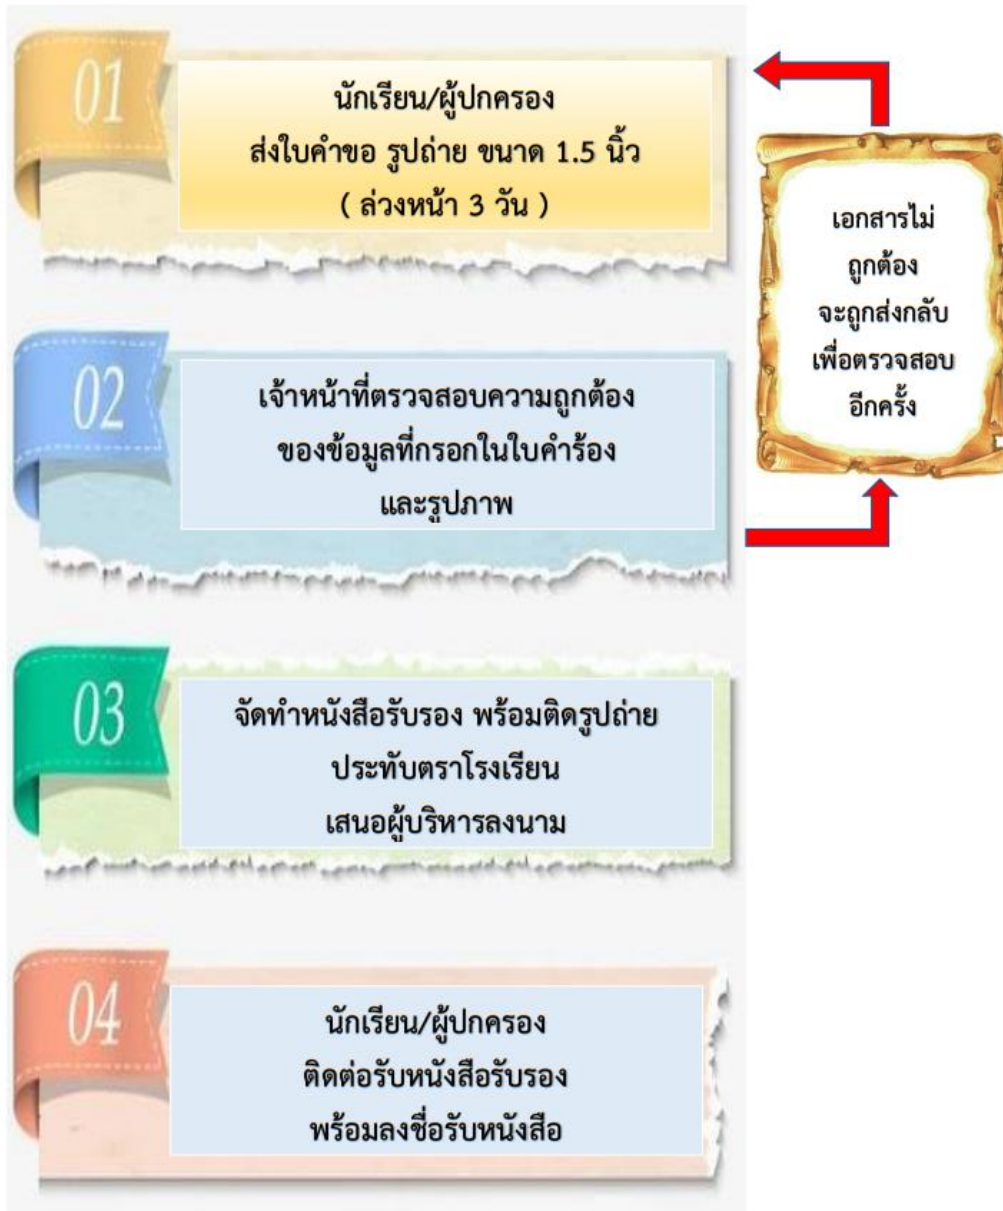 01
นักเรียน/ผู้ปกครอง
ส่งใบคำขอ รูปถ่าย ขนาด 1.5 นิ้ว
( ล่วงหน้า 3 วัน )
เอกสารไม่
ถูกต้อง
จะถูกส่งกลับ
เพื่อตรวจสอบ
อีกครั้ง
02
เจ้าหน้าที่ตรวจสอบความถูกต้อง
ของข้อมูลที่กรอกในใบคำร้อง
และรูปภาพ
03
จัดทำหนังสือรับรอง พร้อมติดรูปถ่าย
ประทับตราโรงเรียน
เสนอผู้บริหารลงนาม
04
นักเรียน/ผู้ปกครอง
ติดต่อรับหนังสือรับรอง
พร้อมลงชื่อรับหนังสือ